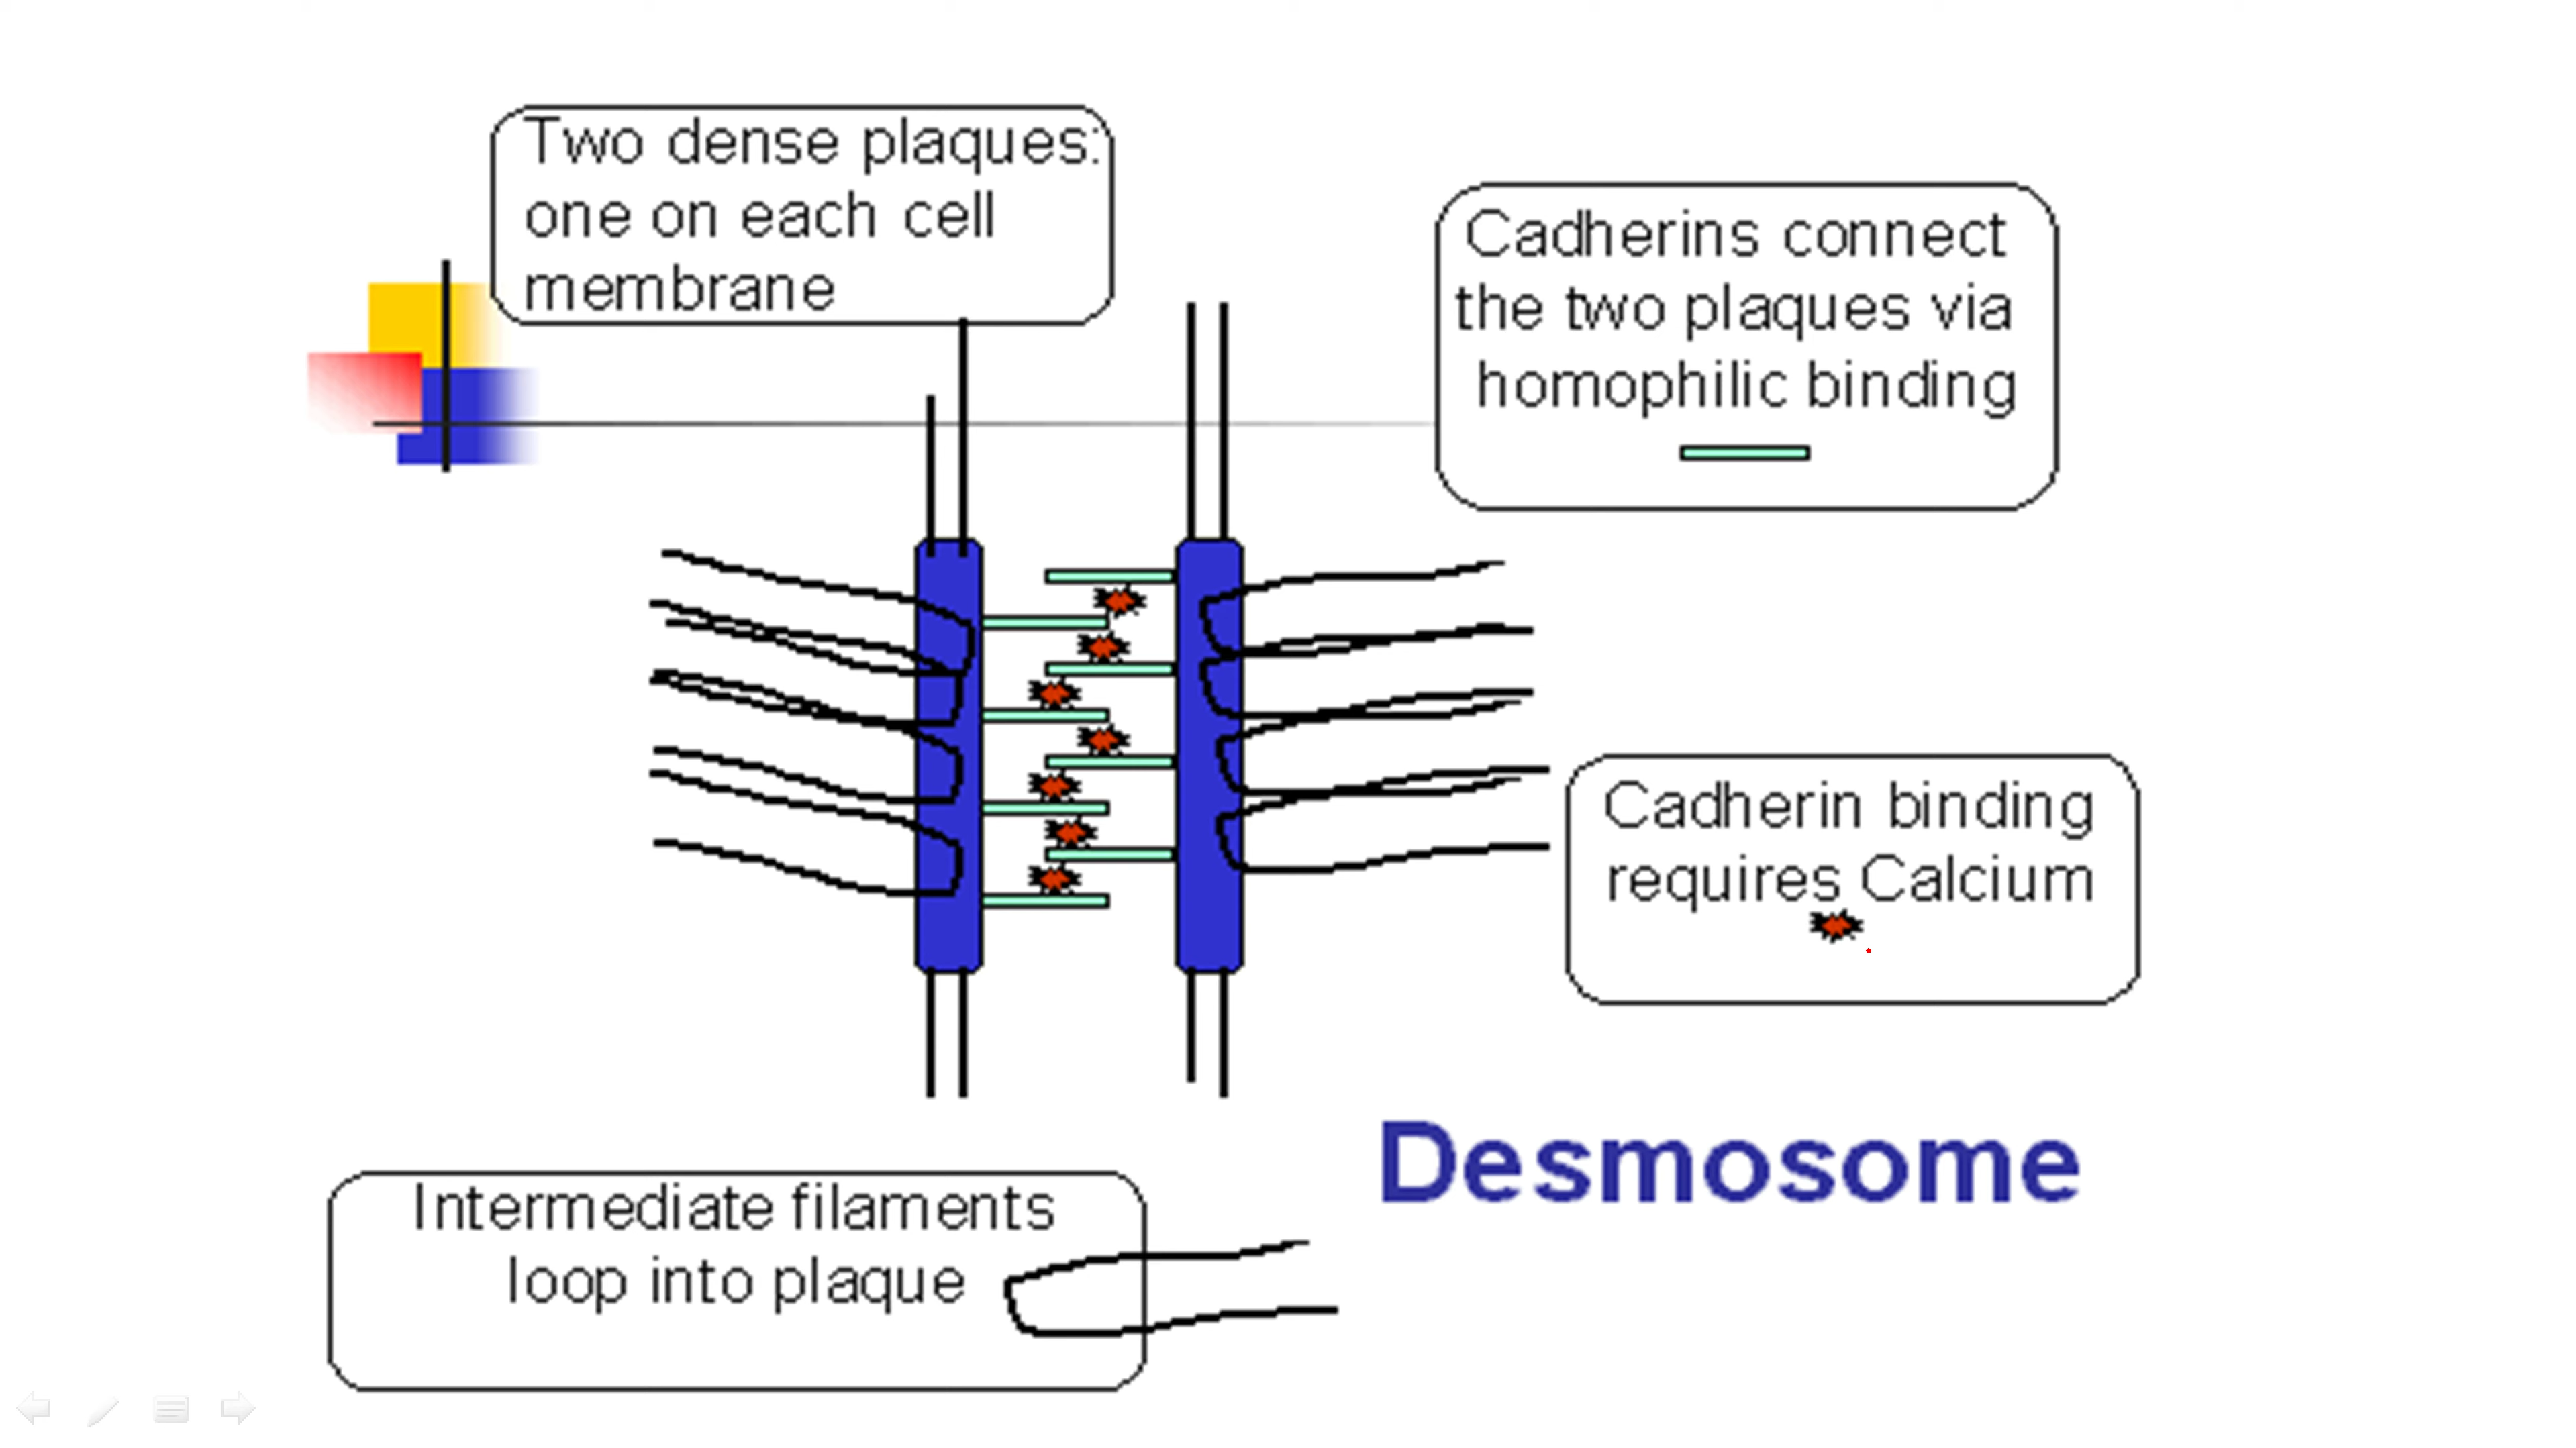 Two dense plaques:
one on each cell
membrane
Cadherins connect
the two plaques via
homophilic binding
Cadherin binding
requires Calcium
Desmosome
Intermediate filaments
loop into plaque